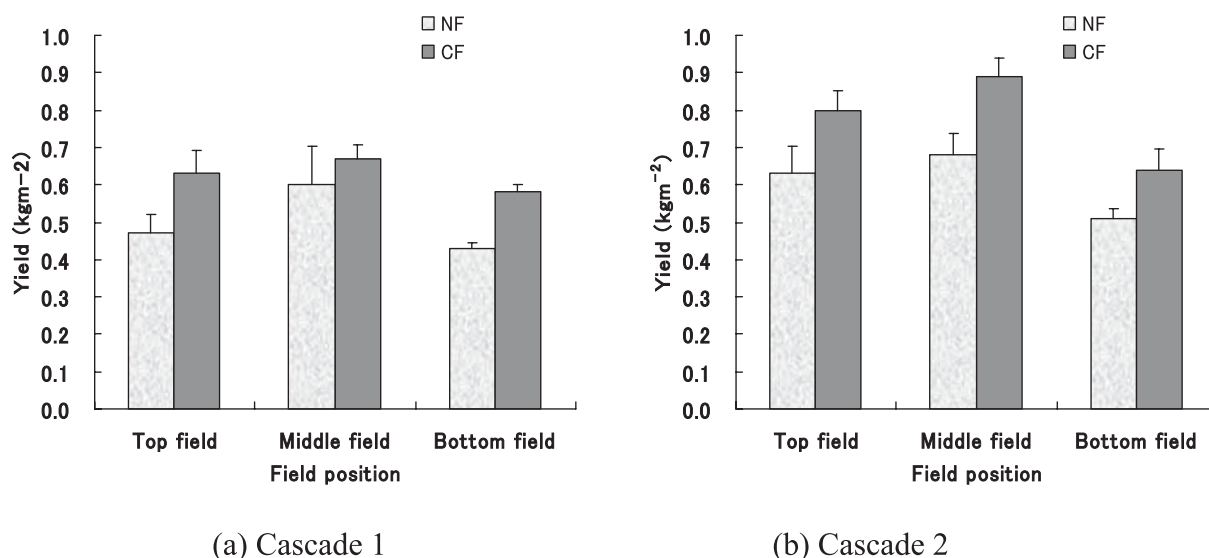 NF
CF
1.0
0.9
0.8
0.7
0.6
0.5
0.4
0.3
0.2
0.1
0.0
Yield (kgm-2)
Top field Middle field Bottom field
Field position
(a) Cascade 1
NF
CF
1.0
0.9
0.8
0.7
0.6
0.5
0.4
0.3
0.2
0.1
0.0
Yield (kgm⁻²)
Top field Middle field Bottom field
Field position
(b) Cascade 2